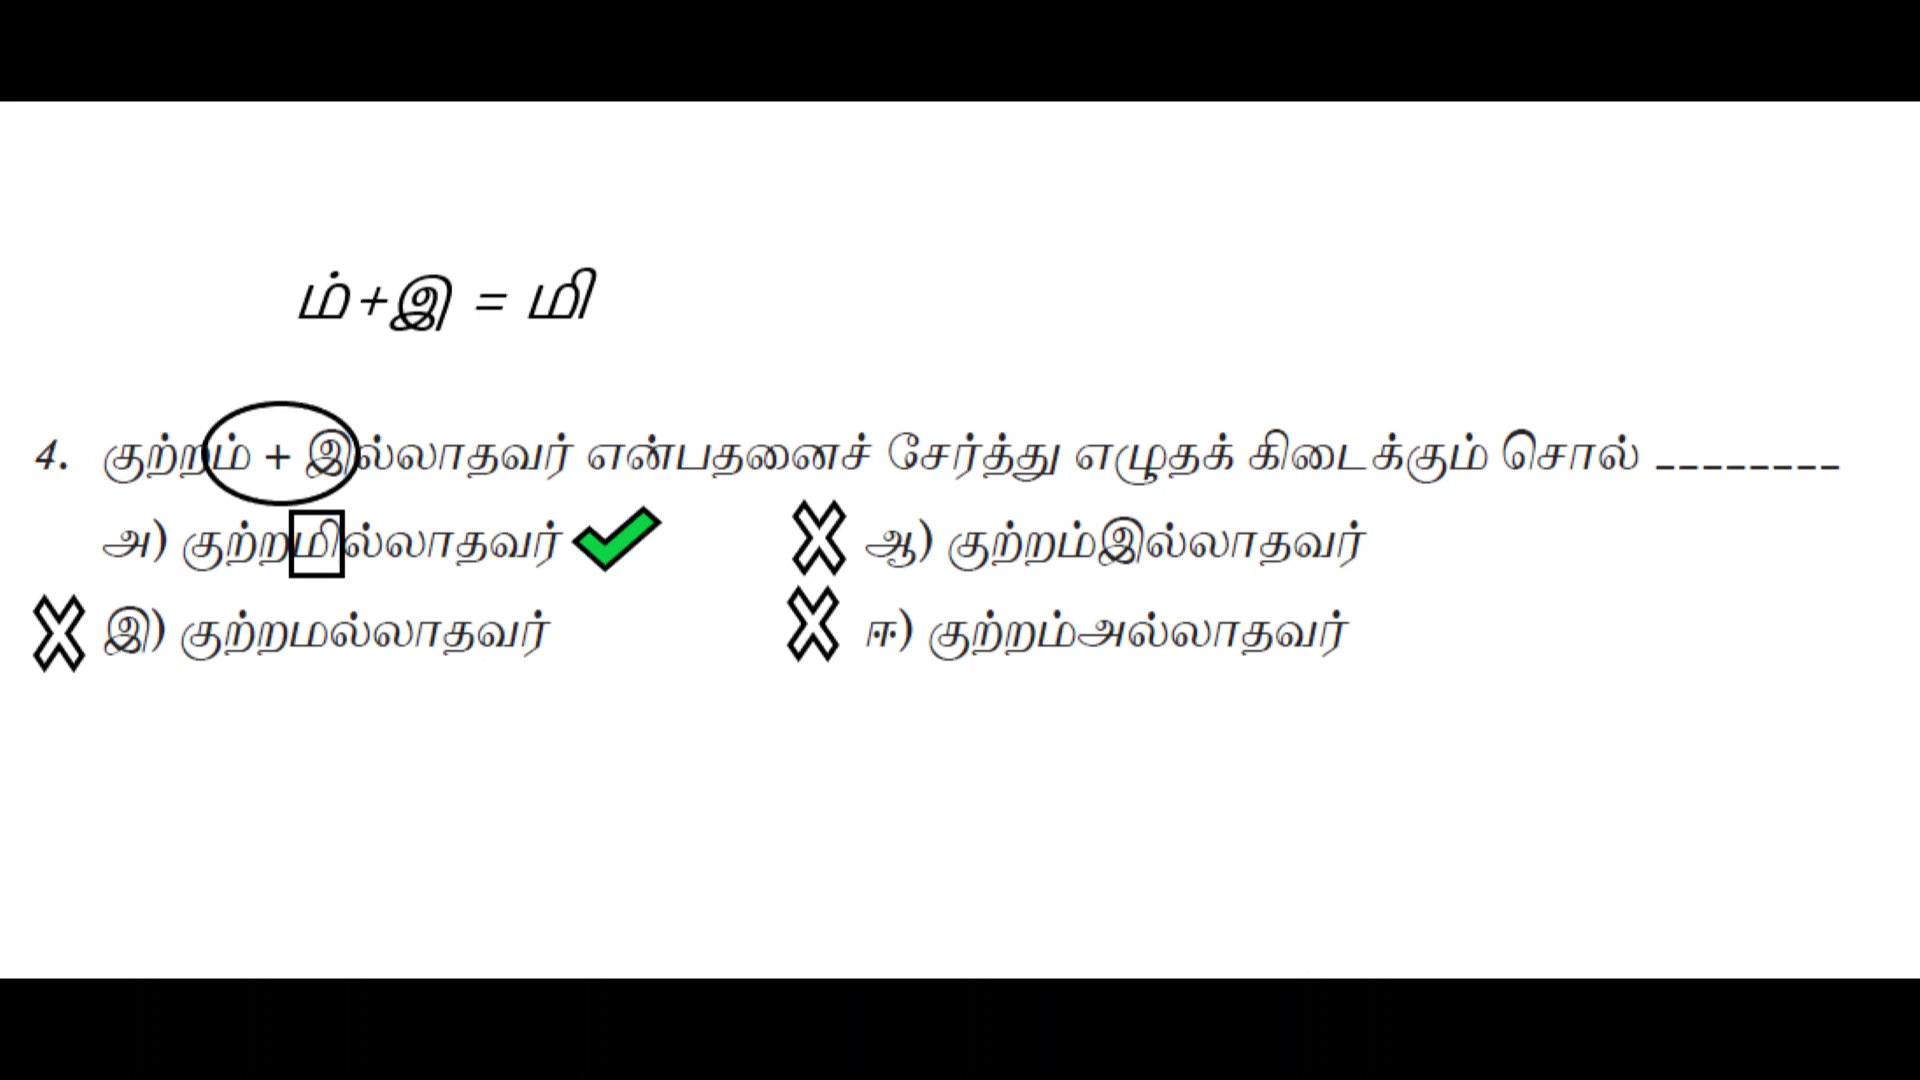 ம்+இ = மி
4. குற்றம் + இல்லாதவர் என்பதனைச் சேர்த்து எழுதக் கிடைக்கும் சொல் ________
அ) குற்றமில்லாதவர் ஆ) குற்றம்இல்லாதவர்
இ) குற்றமல்லாதவர் ஈ) குற்றம்அல்லாதவர்